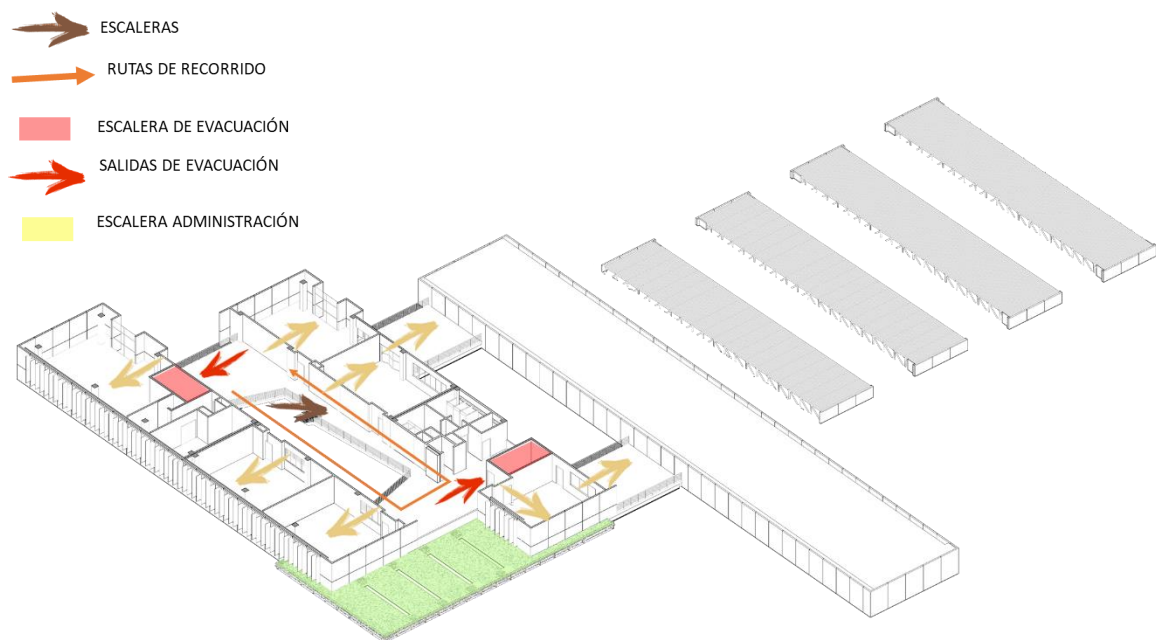 ESCALERAS
RUTAS DE RECORRIDO
ESCALERA DE EVACUACIÓN
SALIDAS DE EVACUACIÓN
ESCALERA ADMINISTRACIÓN